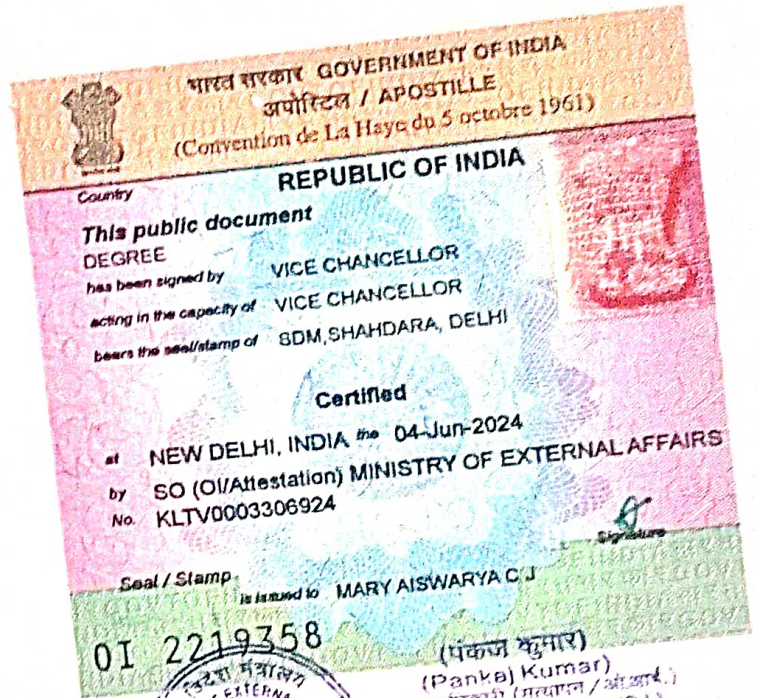 भारत सरकार GOVERNMENT OF INDIA
अपोस्टिल / APOSTILLE
(Convention de La Haye du 5 octobre 1961)
REPUBLIC OF INDIA
Country
This public document
DEGREE
has been signed by VICE CHANCELLOR
acting in the capacity of VICE CHANCELLOR
bears the seal/stamp of SDM,SHAHDARA, DELHI
Certified
at NEW DELHI, INDIA the 04-Jun-2024
by SO (OI/Attestation) MINISTRY OF EXTERNAL AFFAIRS
No. KLTV0003306924
Signature
Seal / Stamp
is issued to MARY AISWARYA C J
OI 2219358
(पंकज कुमार)
(Pankaj Kumar)